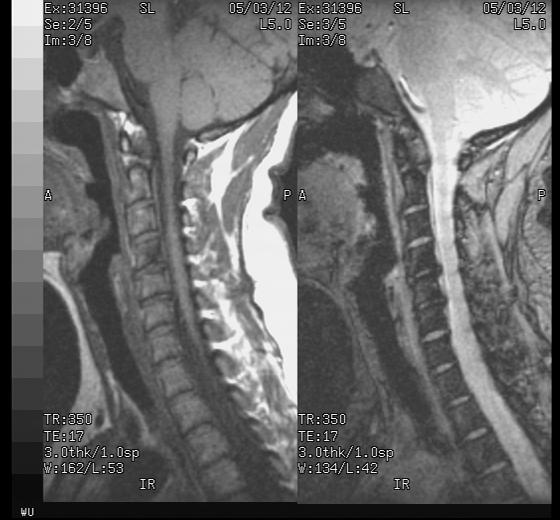 Ex:31396 SL 05/03/12
Se:2/5 L5.0
Im:3/8
A P
TR:350
TE:17
3.0thk/1.0sp
W:162/L:53
IR
Ex:31396 SL 05/03/12
Se:3/5 L5.0
Im:3/8
A P
TR:350
TE:17
3.0thk/1.0sp
W:134/L:42
IR
WU